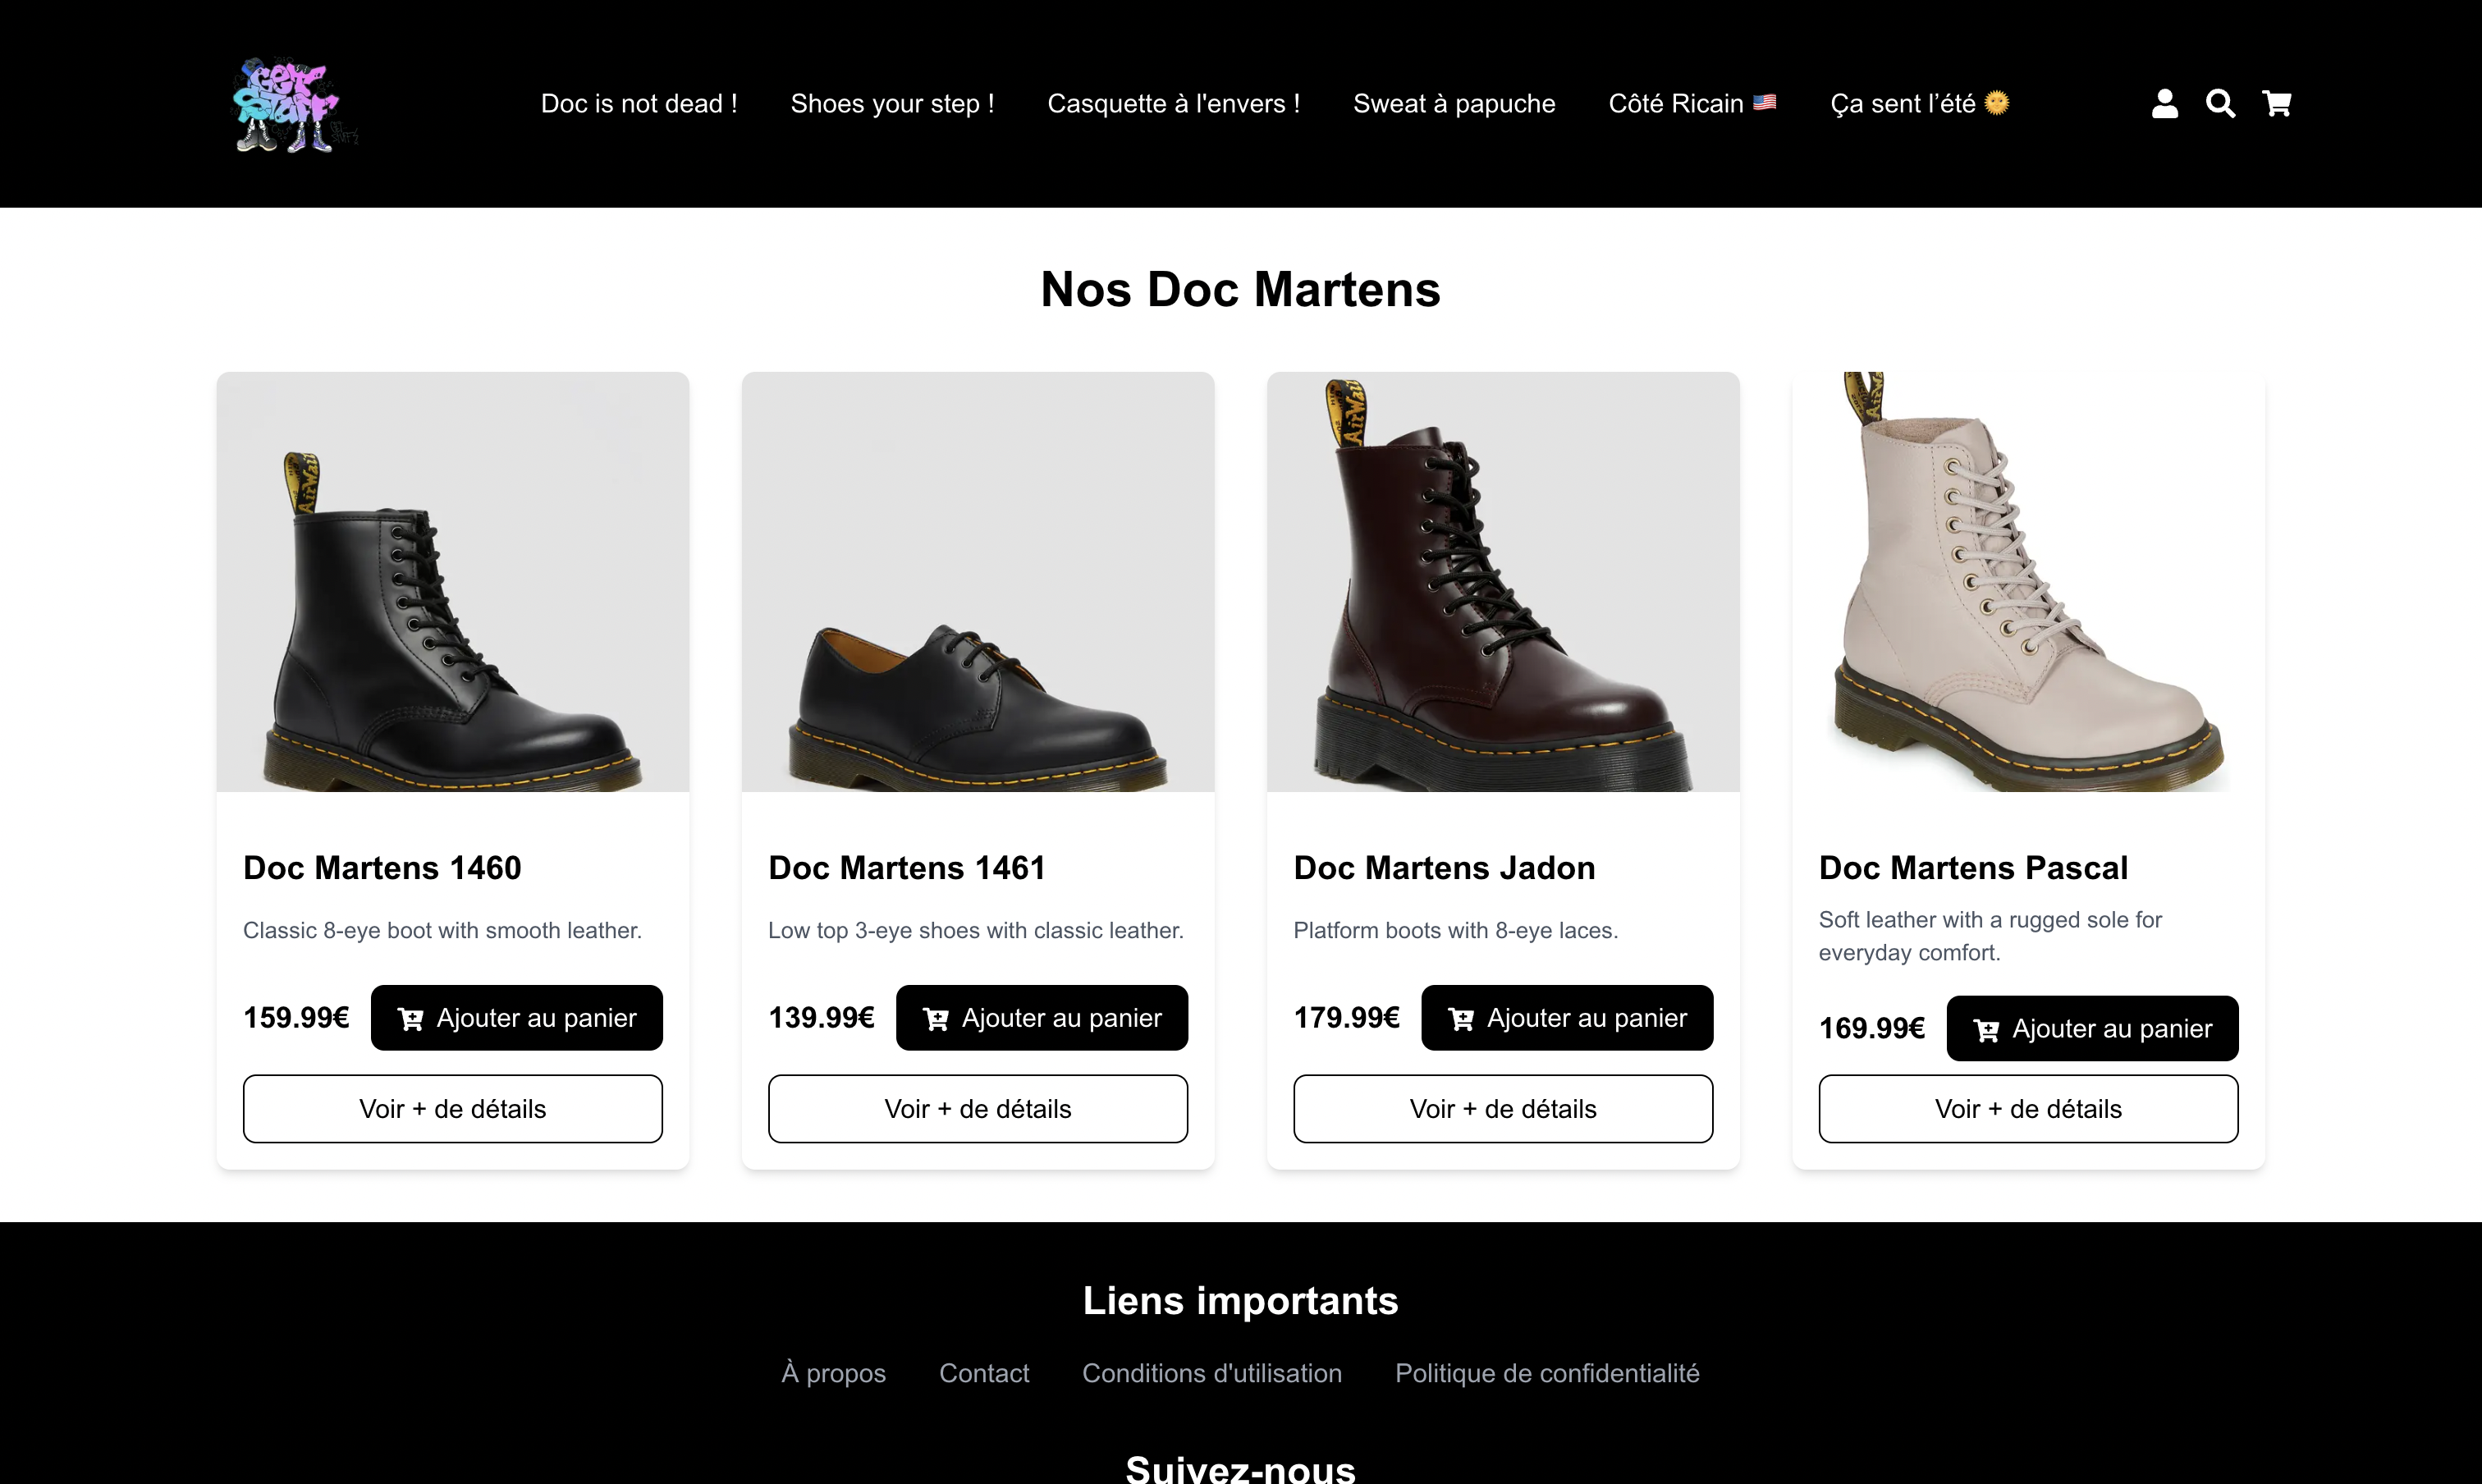 GET
STAFF
Doc is not dead !
Shoes your step !
Casquette à l'envers !
Sweat à papuche
Côté Ricain 🇺🇸
Ça sent l’été 🌞
Nos Doc Martens
AirWair
AirWair
Doc Martens 1460
Classic 8-eye boot with smooth leather.
159.99€
Ajouter au panier
Voir + de détails
Doc Martens 1461
Low top 3-eye shoes with classic leather.
139.99€
Ajouter au panier
Voir + de détails
Doc Martens Jadon
Platform boots with 8-eye laces.
179.99€
Ajouter au panier
Voir + de détails
Doc Martens Pascal
Soft leather with a rugged sole for
everyday comfort.
169.99€
Ajouter au panier
Voir + de détails
Liens importants
À propos
Contact
Conditions d'utilisation
Politique de confidentialité
Suivez-nous